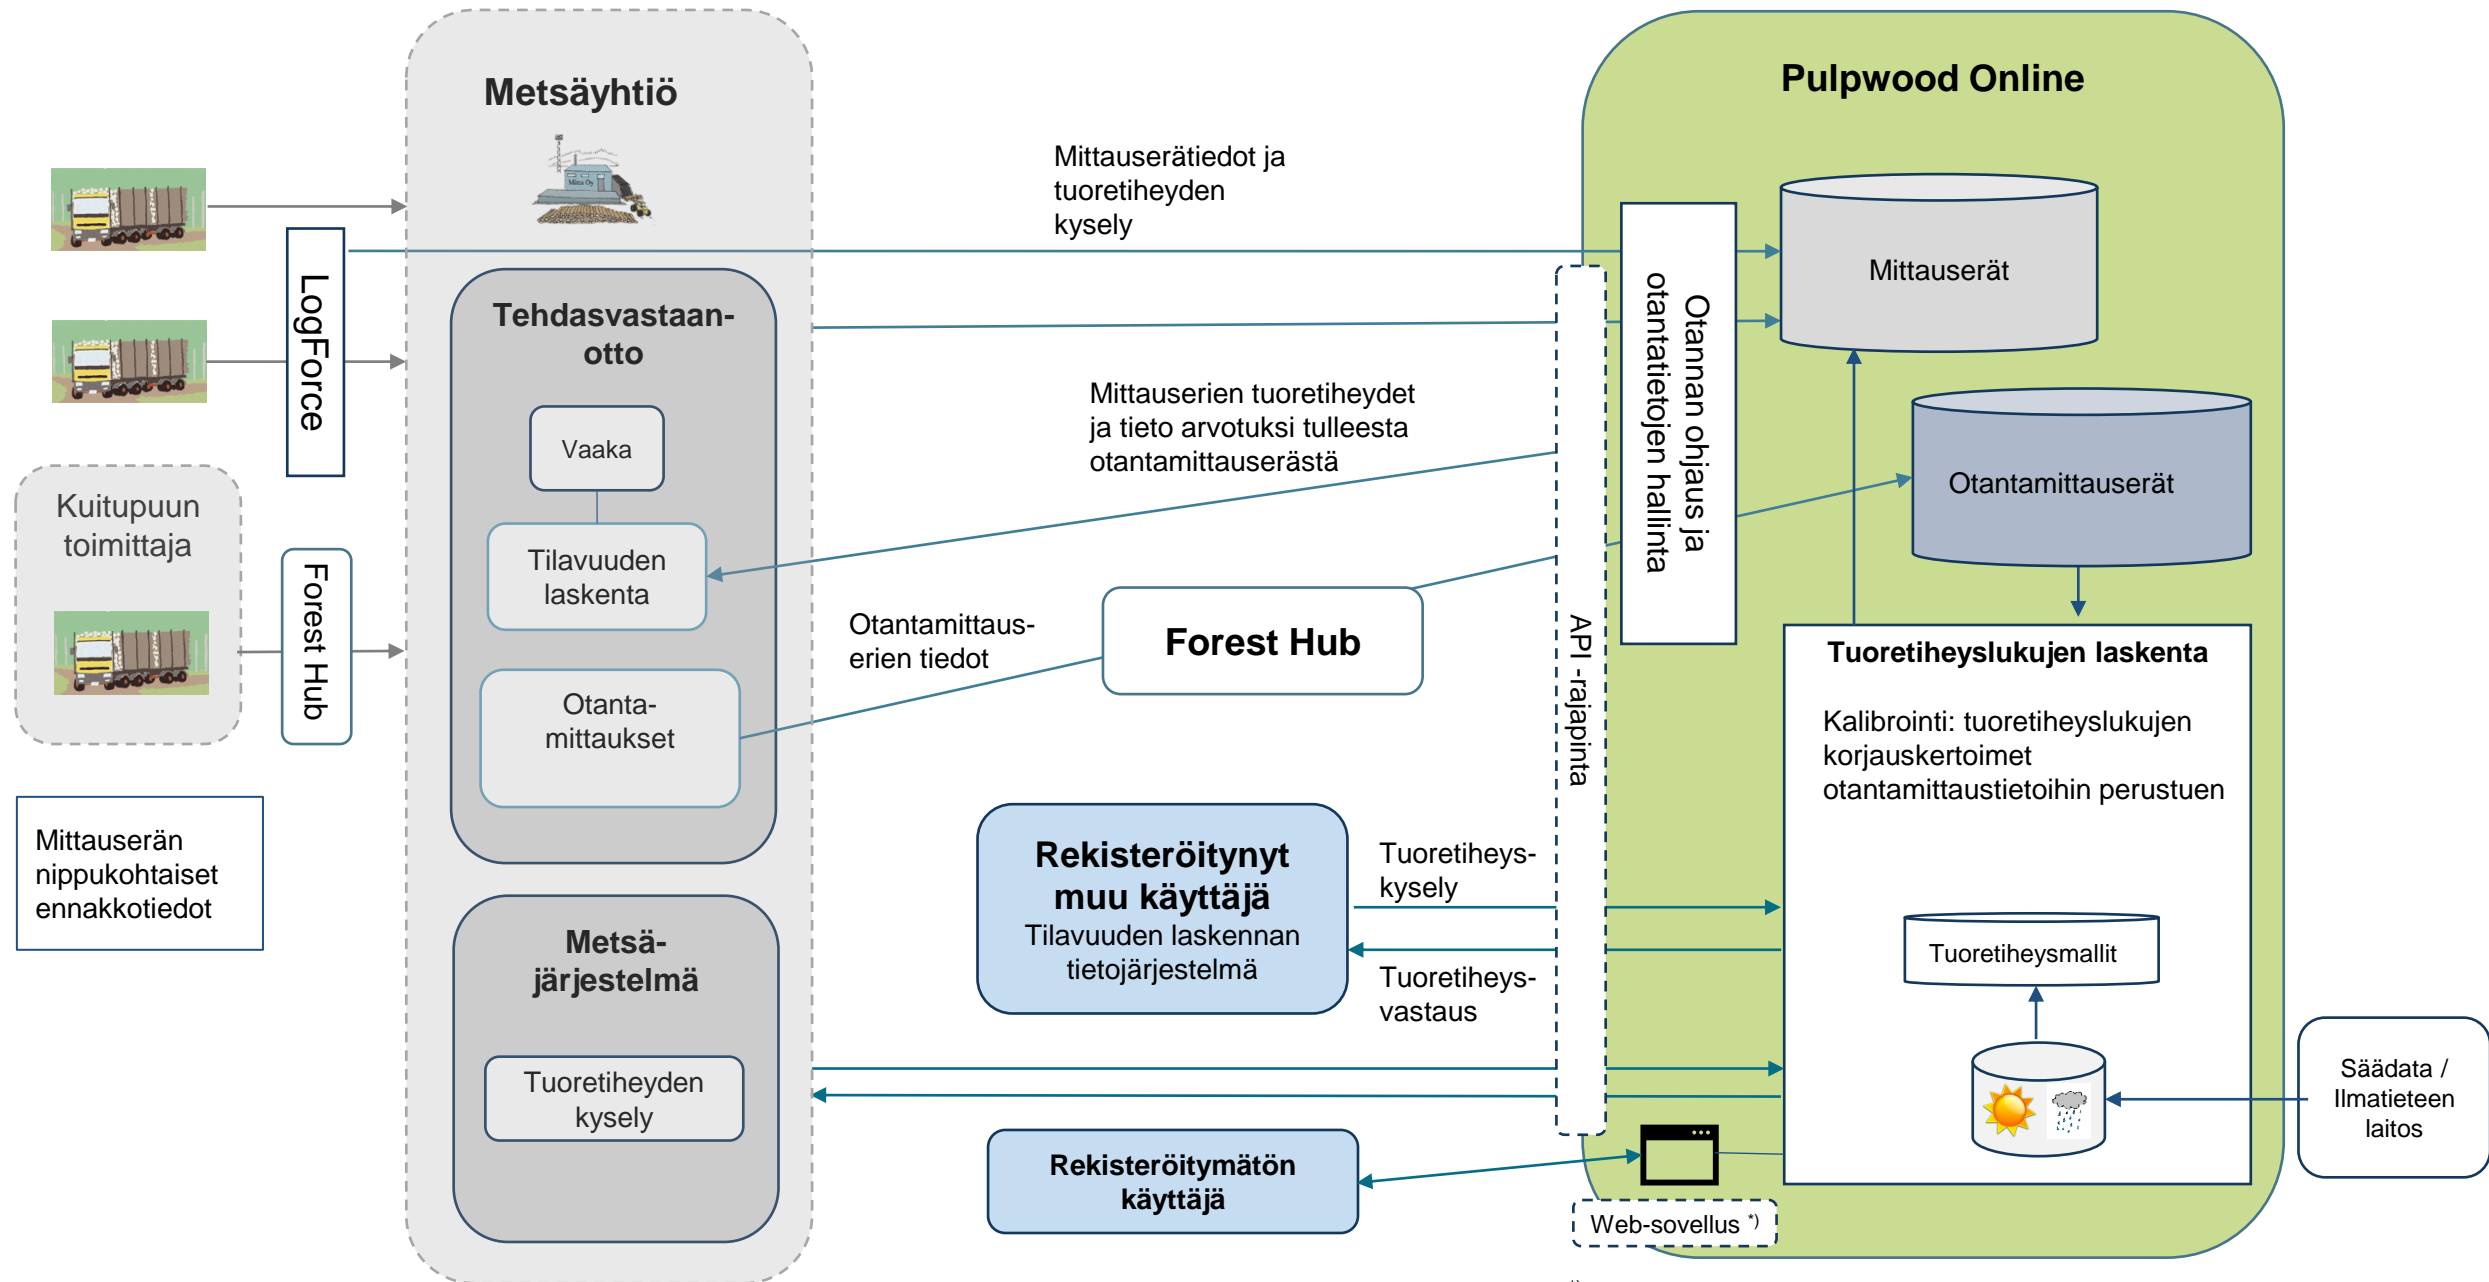 Metsäyhtiö
Mitta Oy
LogForce
Kuitupuun
toimittaja
Forest Hub
Mittauserän
nippukohtaiset
ennakkotiedot
Tehdasvastaan-
otto
Vaaka
Tilavuuden
laskenta
Otanta-
mittaukset
Metsä-
järjestelmä
Tuoretiheyden
kysely
Mittauserätiedot ja
tuoretiheyden
kysely
Mittauserien tuoretiheydet
ja tieto arvotuksi tulleesta
otantamittauserästä
Otantamittaus-
erien tiedot
Forest Hub
Rekisteröitynyt
muu käyttäjä
Tilavuuden laskennan
tietojärjestelmä
Tuoretiheys-
kysely
Tuoretiheys-
vastaus
Rekisteröitymätön
käyttäjä
API -rajapinta
Pulpwood Online
Otannan ohjaus ja
otantatietojen hallinta
Mittauserät
Otantamittauserät
Tuoretiheyslukujen laskenta
Kalibrointi: tuoretiheyslukujen
korjauskertoimet
otantamittaustietoihin perustuen
Tuoretiheysmallit
Säädata /
Ilmatieteen
laitos
Web-sovellus *)